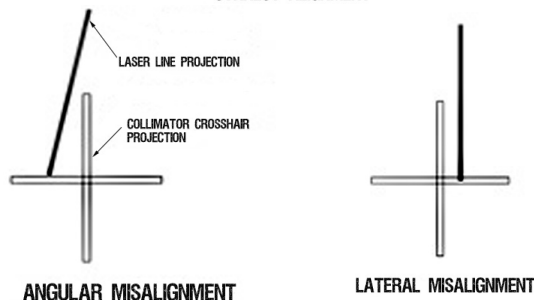 LASER LINE PROJECTION
COLLIMATOR CROSSHAIR
PROJECTION
ANGULAR MISALIGNMENT
LATERAL MISALIGNMENT